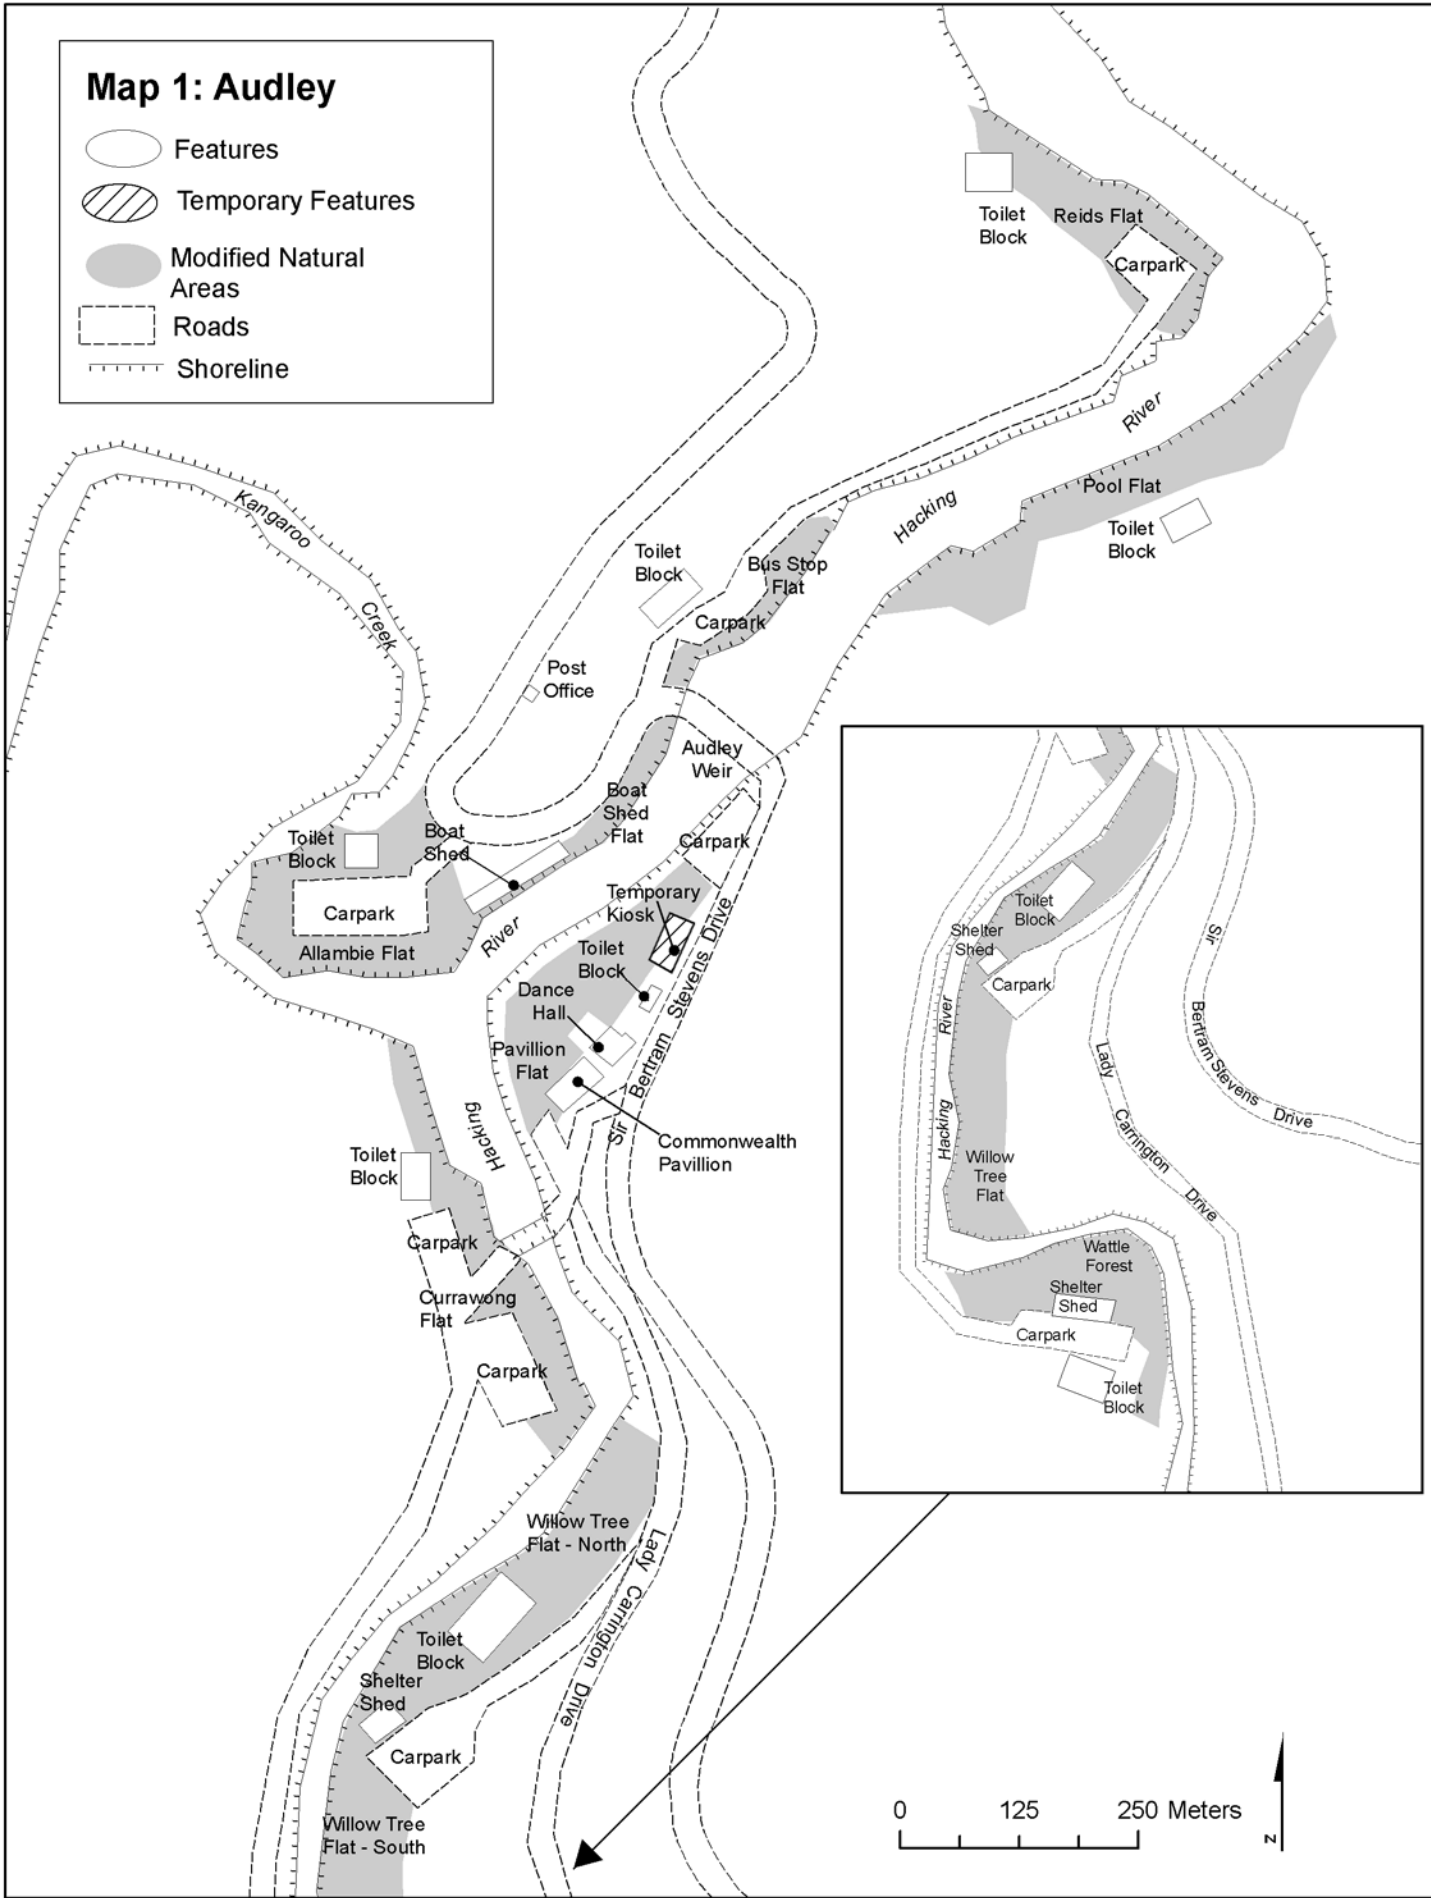 Map 1: Audley
Features
Temporary Features
Modified Natural
Areas
Roads
Shoreline
Toilet
Block
Reids Flat
Carpark
River
Hacking
Pool Flat
Toilet
Block
Kangaroo
Creek
Toilet
Block
Bus Stop
Flat
Carpark
Post
Office
Audley
Weir
Boat
Shed
Flat
Carpark
Toilet
Block
Boat
Shed
Carpark
Allambie Flat
River
Temporary
Kiosk
Toilet
Block
Dance
Hall
Pavillion
Flat
Sir Bertram Stevens Drive
Commonwealth
Pavillion
Hacking
Toilet
Block
Carpark
Currawong
Flat
Carpark
Willow Tree
Flat - North
Lady Carrington Drive
Toilet
Block
Shelter
Shed
Carpark
Willow Tree
Flat - South
Toilet
Block
Shelter
Shed
Carpark
River
Hacking
Sir
Bertram Stevens Drive
Lady
Carrington
Drive
Willow
Tree
Flat
Wattle
Forest
Shelter
Shed
Carpark
Toilet
Block
0 125 250 Meters
N